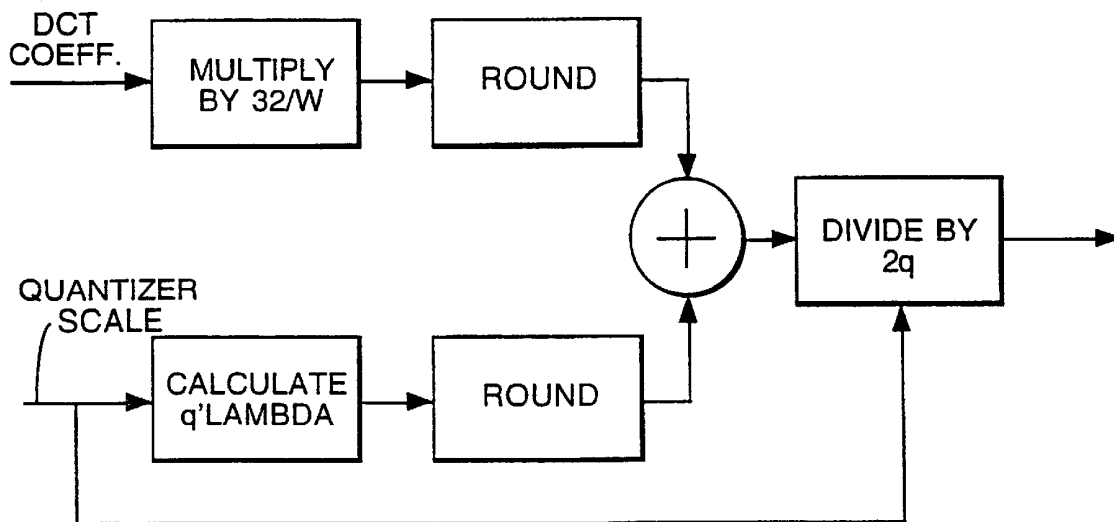 DCT
COEFF.
MULTIPLY
BY 32/W
ROUND
DIVIDE BY
2q
QUANTIZER
SCALE
CALCULATE
q'LAMBDA
ROUND